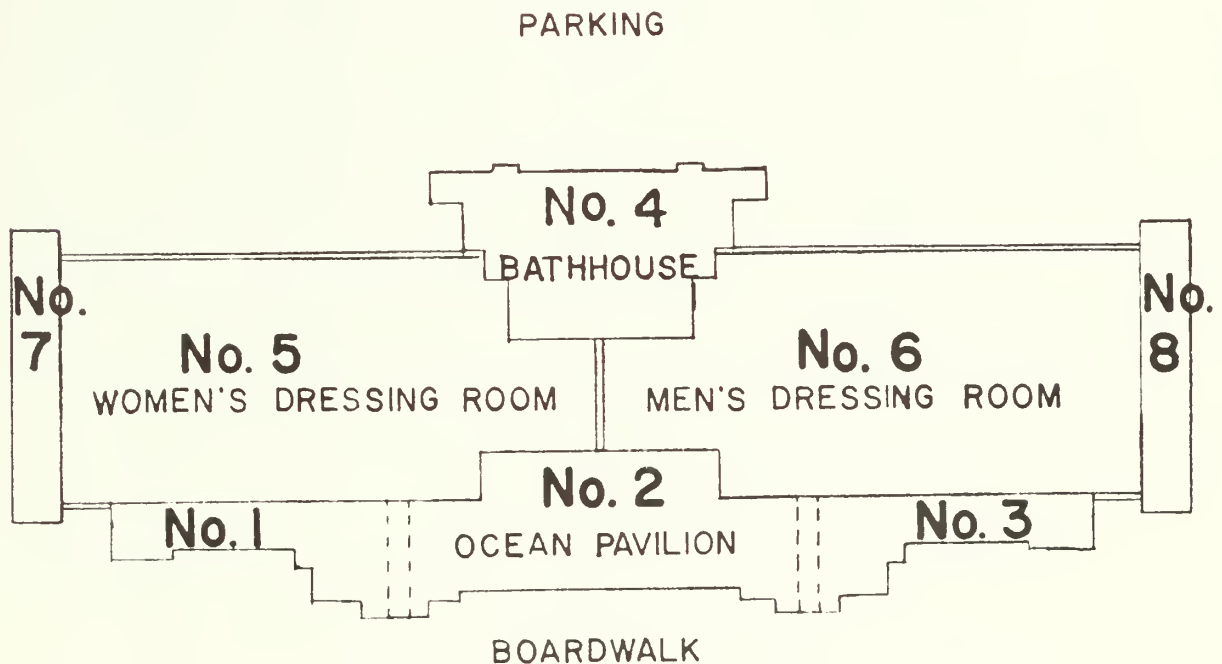 PARKING
No. 4
BATHHOUSE
No.
7
No.
8
No. 5
WOMEN'S DRESSING ROOM
No. 6
MEN'S DRESSING ROOM
No. 1
No. 2
OCEAN PAVILION
No. 3
BOARDWALK